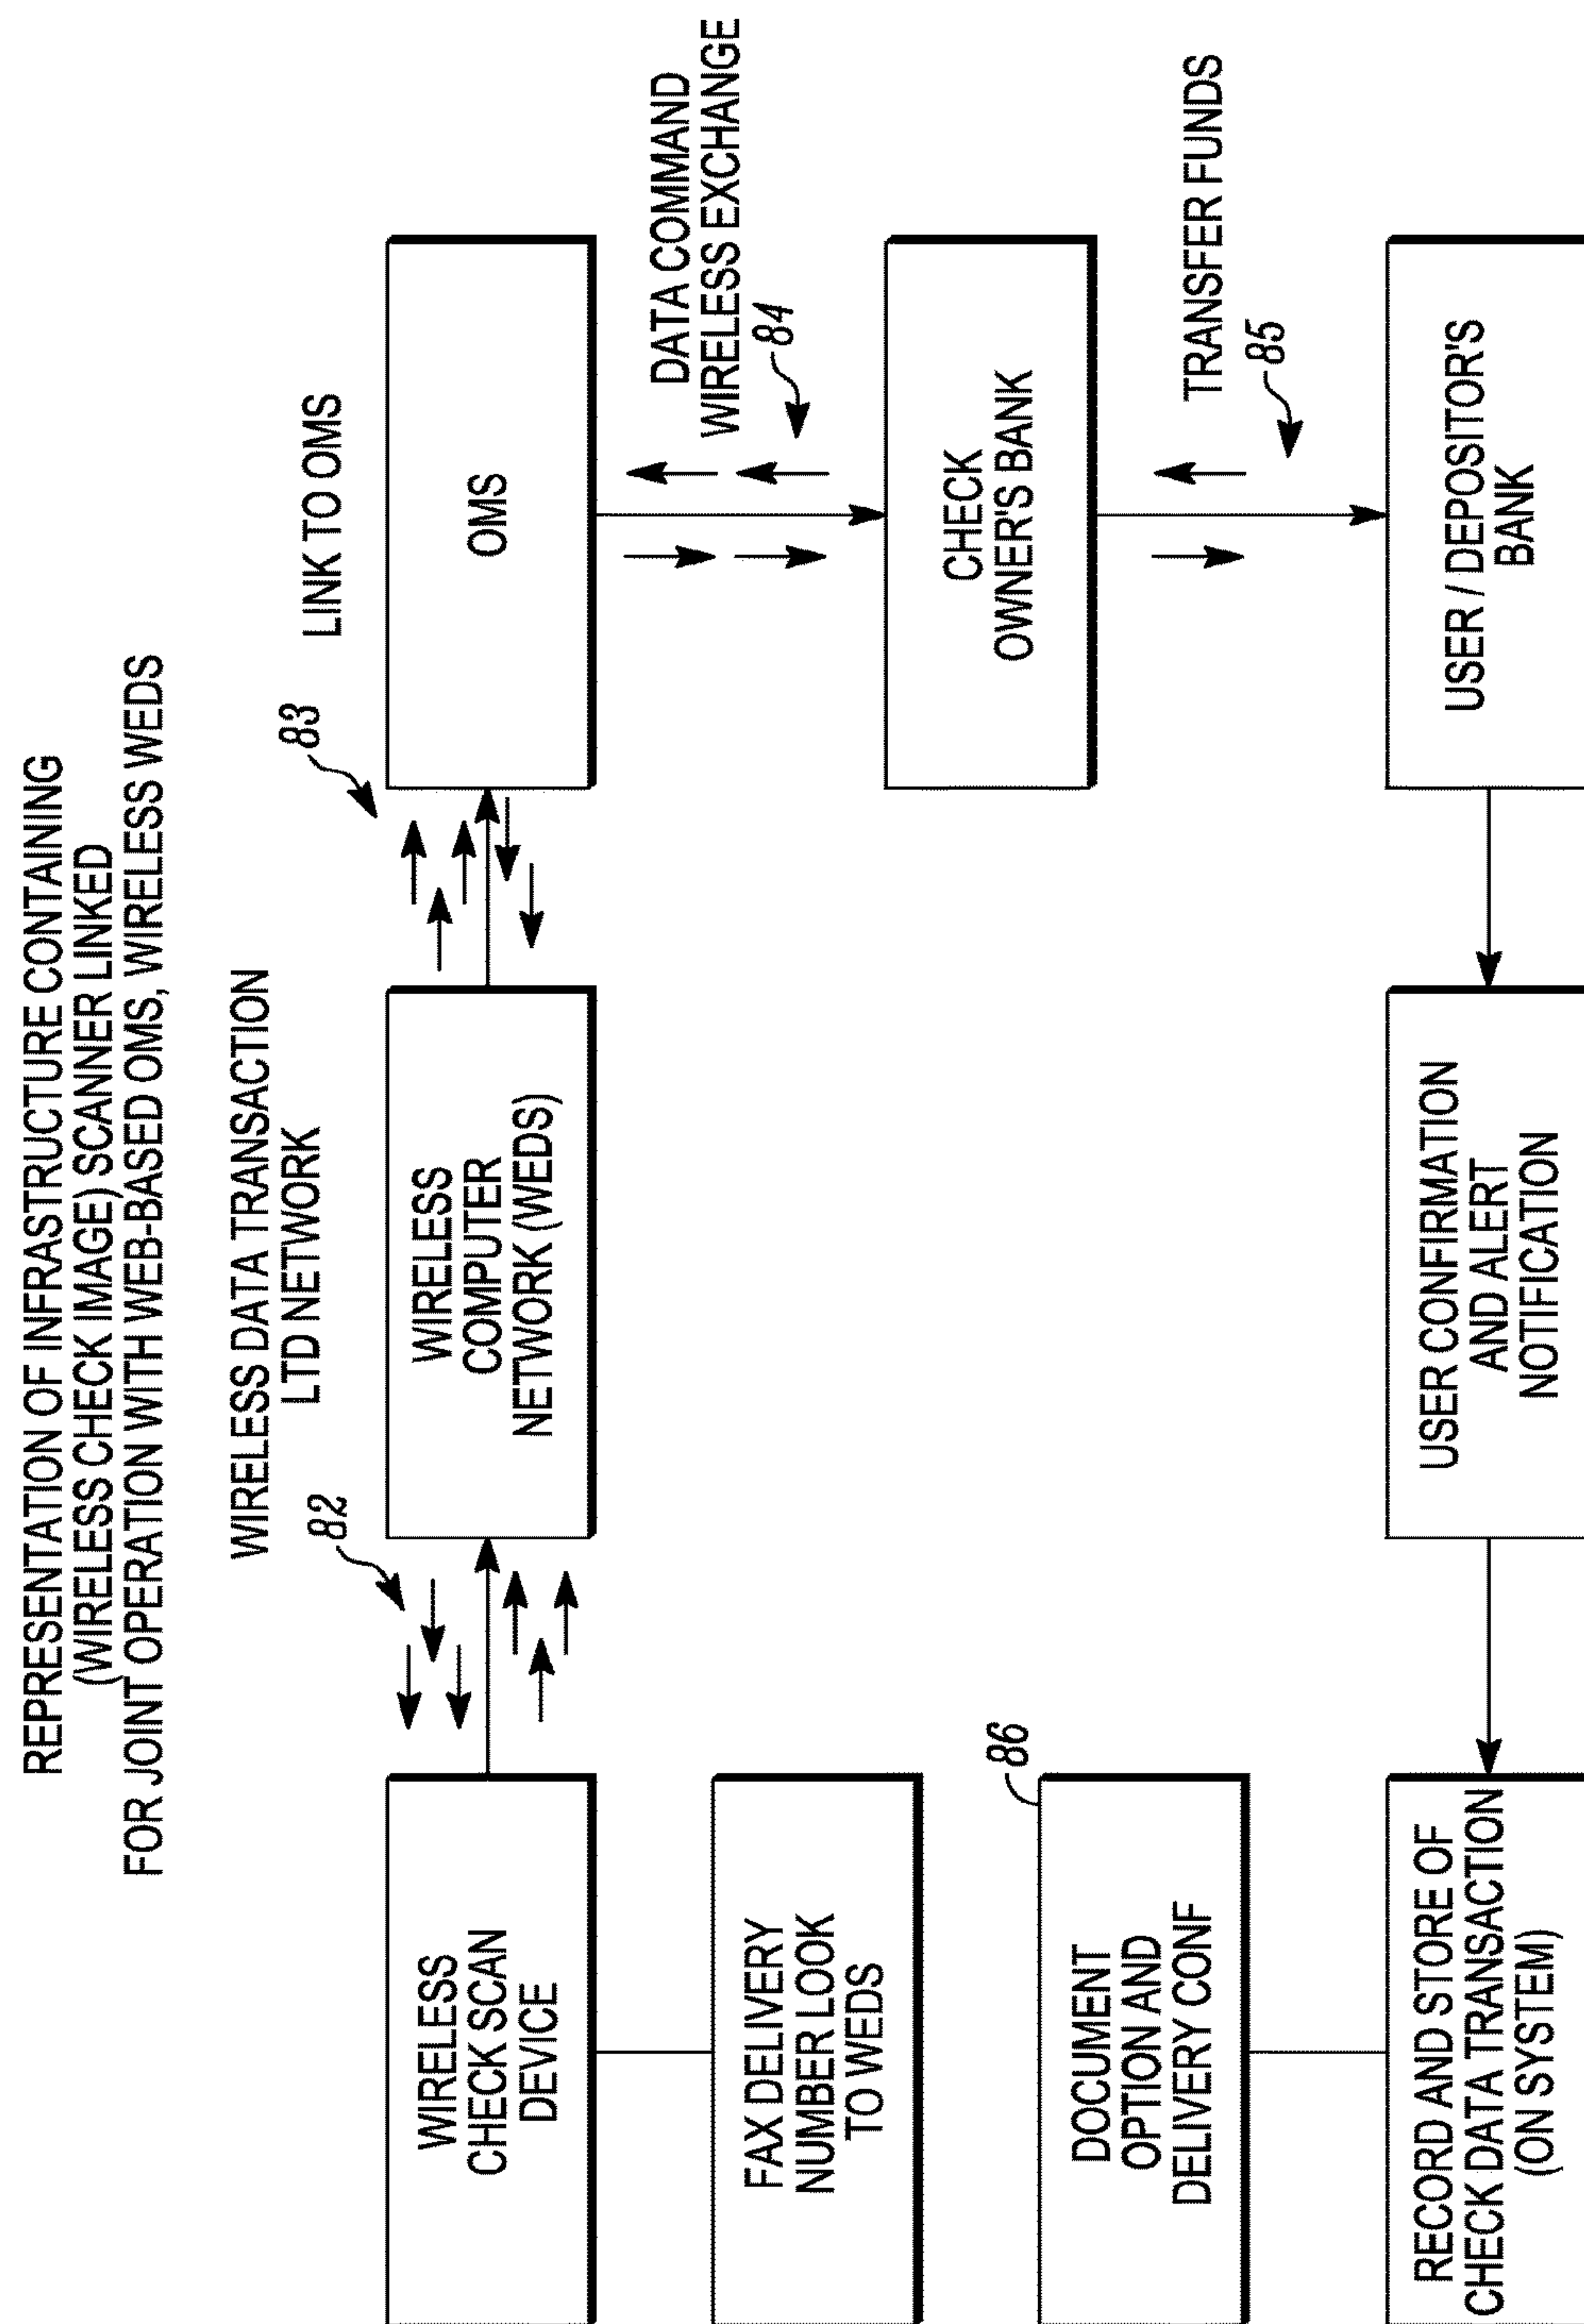 REPRESENTATION OF INFRASTRUCTURE CONTAINING
(WIRELESS CHECK IMAGE) SCANNER LINKED
FOR JOINT OPERATION WITH WEB-BASED OMS, WIRELESS WEDS
WIRELESS DATA TRANSACTION
LTD NETWORK
LINK TO OMS
82
83
WIRELESS
CHECK SCAN
DEVICE
WIRELESS
COMPUTER
NETWORK (WEDS)
OMS
DATA COMMAND
WIRELESS EXCHANGE
84
FAX DELIVERY
NUMBER LOOK
TO WEDS
CHECK
OWNER'S BANK
86
DOCUMENT
OPTION AND
DELIVERY CONF
TRANSFER FUNDS
85
RECORD AND STORE OF
CHECK DATA TRANSACTION
(ON SYSTEM)
USER CONFIRMATION
AND ALERT
NOTIFICATION
USER / DEPOSITOR'S
BANK